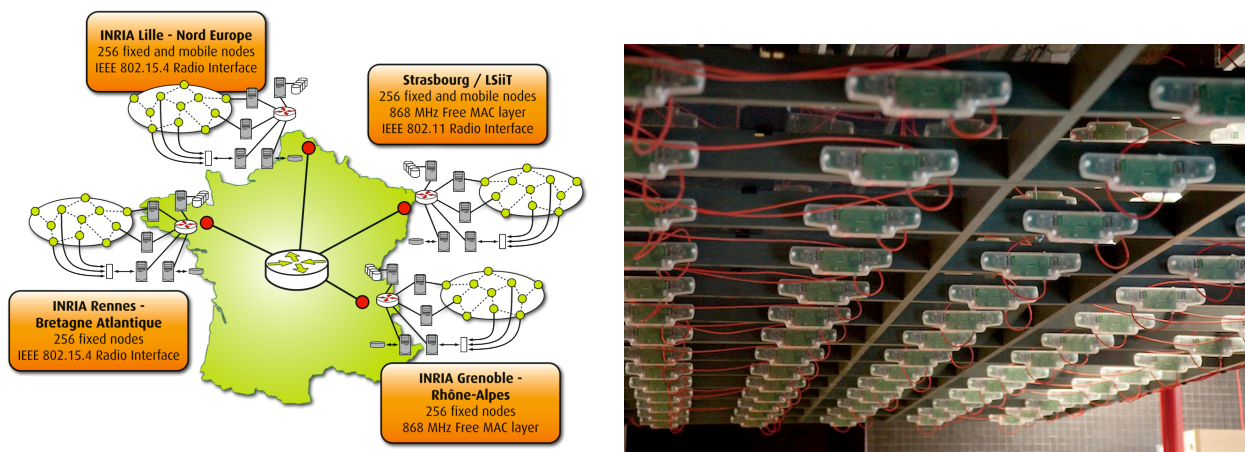 INRIA Lille - Nord Europe
256 fixed and mobile nodes
IEEE 802.15.4 Radio Interface
Strasbourg / LSiiT
256 fixed and mobile nodes
868 MHz Free MAC layer
IEEE 802.11 Radio Interface
INRIA Rennes -
Bretagne Atlantique
256 fixed nodes
IEEE 802.15.4 Radio Interface
INRIA Grenoble -
Rhône-Alpes
256 fixed nodes
868 MHz Free MAC layer